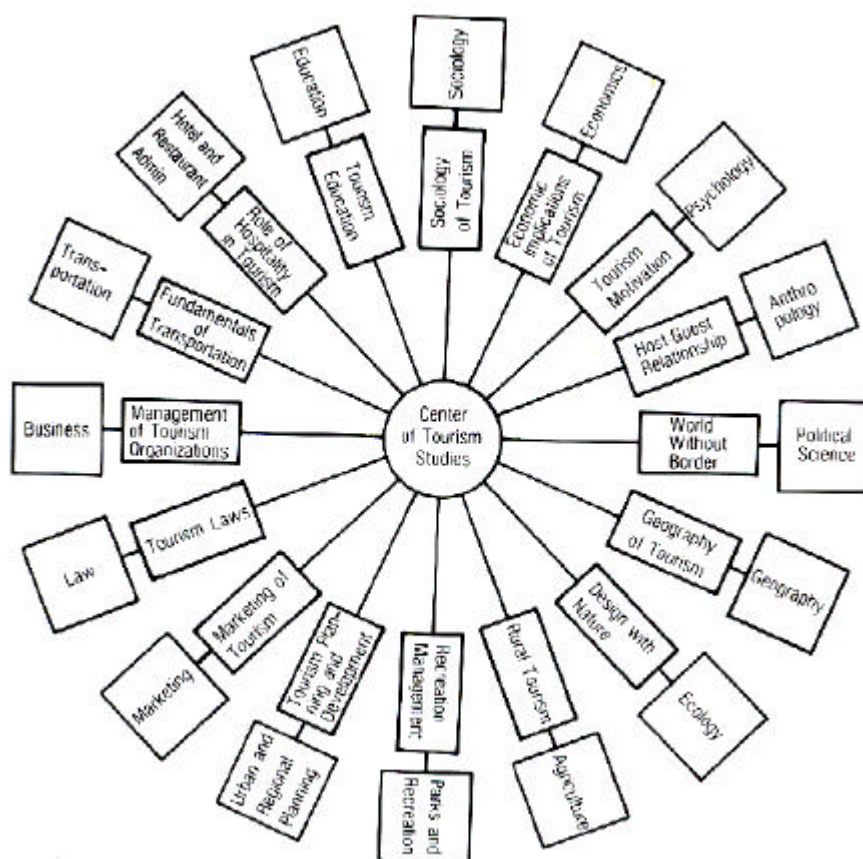 Sociology
Sociology
of Tourism
Economics
Economic
Implications
of Tourism
Psychology
Tourism
Motivation
Anthro
pology
Host-Guest
Relationship
Political
Science
World
Without
Border
Geography
Geography
of Tourism
Ecology
Design with
Nature
Agriculture
Rural Tourism
Parks and
Recreation
Recreation
Management
Urban and
Regional
Planning
Tourism Plan-
ning and
Development
Marketing
Marketing of
Tourism
Law
Tourism Laws
Business
Management
of Tourism
Organizations
Trans-
portation
Fundamentals
of
Transportation
Hotel and
Restaurant
Admin
Role of
Hospitality
in Tourism
Education
Tourism
Education
Center
of Tourism
Studies